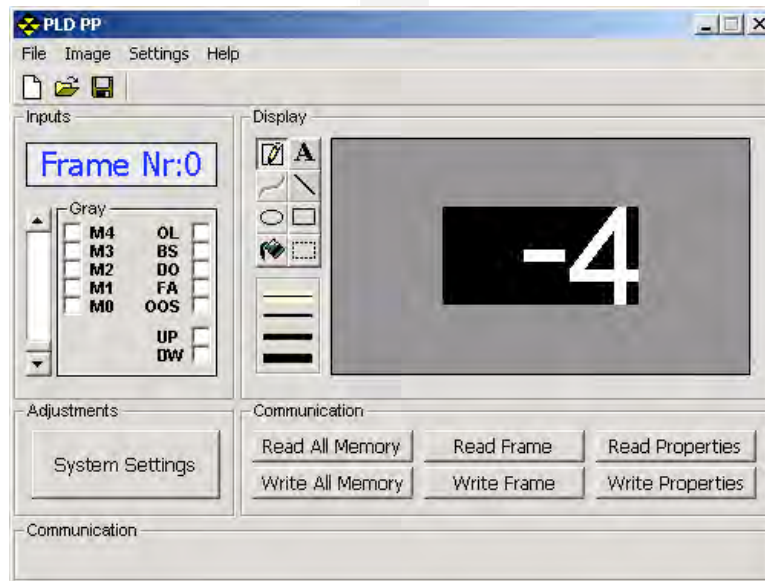 PLD PP
File Image Settings Help
Inputs
Frame Nr:0
Gray
M4 OL
M3 BS
M2 DO
M1 FA
M0 OOS
UP
DW
Display
A
-4
Adjustments
System Settings
Communication
Read All Memory Read Frame Read Properties
Write All Memory Write Frame Write Properties
Communication